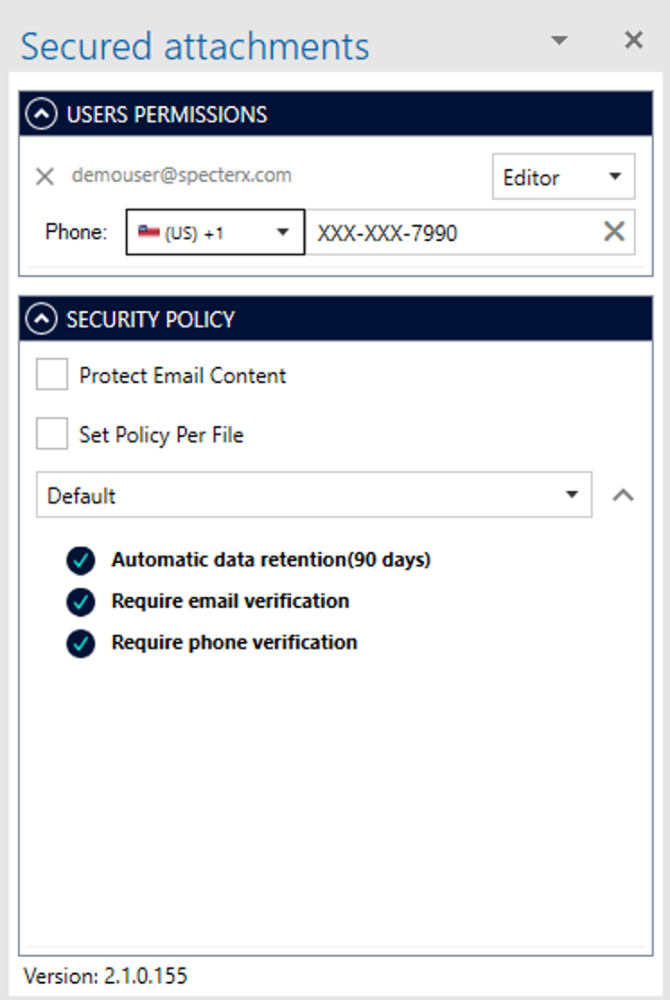 Secured attachments
USERS PERMISSIONS
demouser@specterx.com
Editor
Phone: (US) +1 XXX-XXX-7990
SECURITY POLICY
Protect Email Content
Set Policy Per File
Default
Automatic data retention(90 days)
Require email verification
Require phone verification
Version: 2.1.0.155